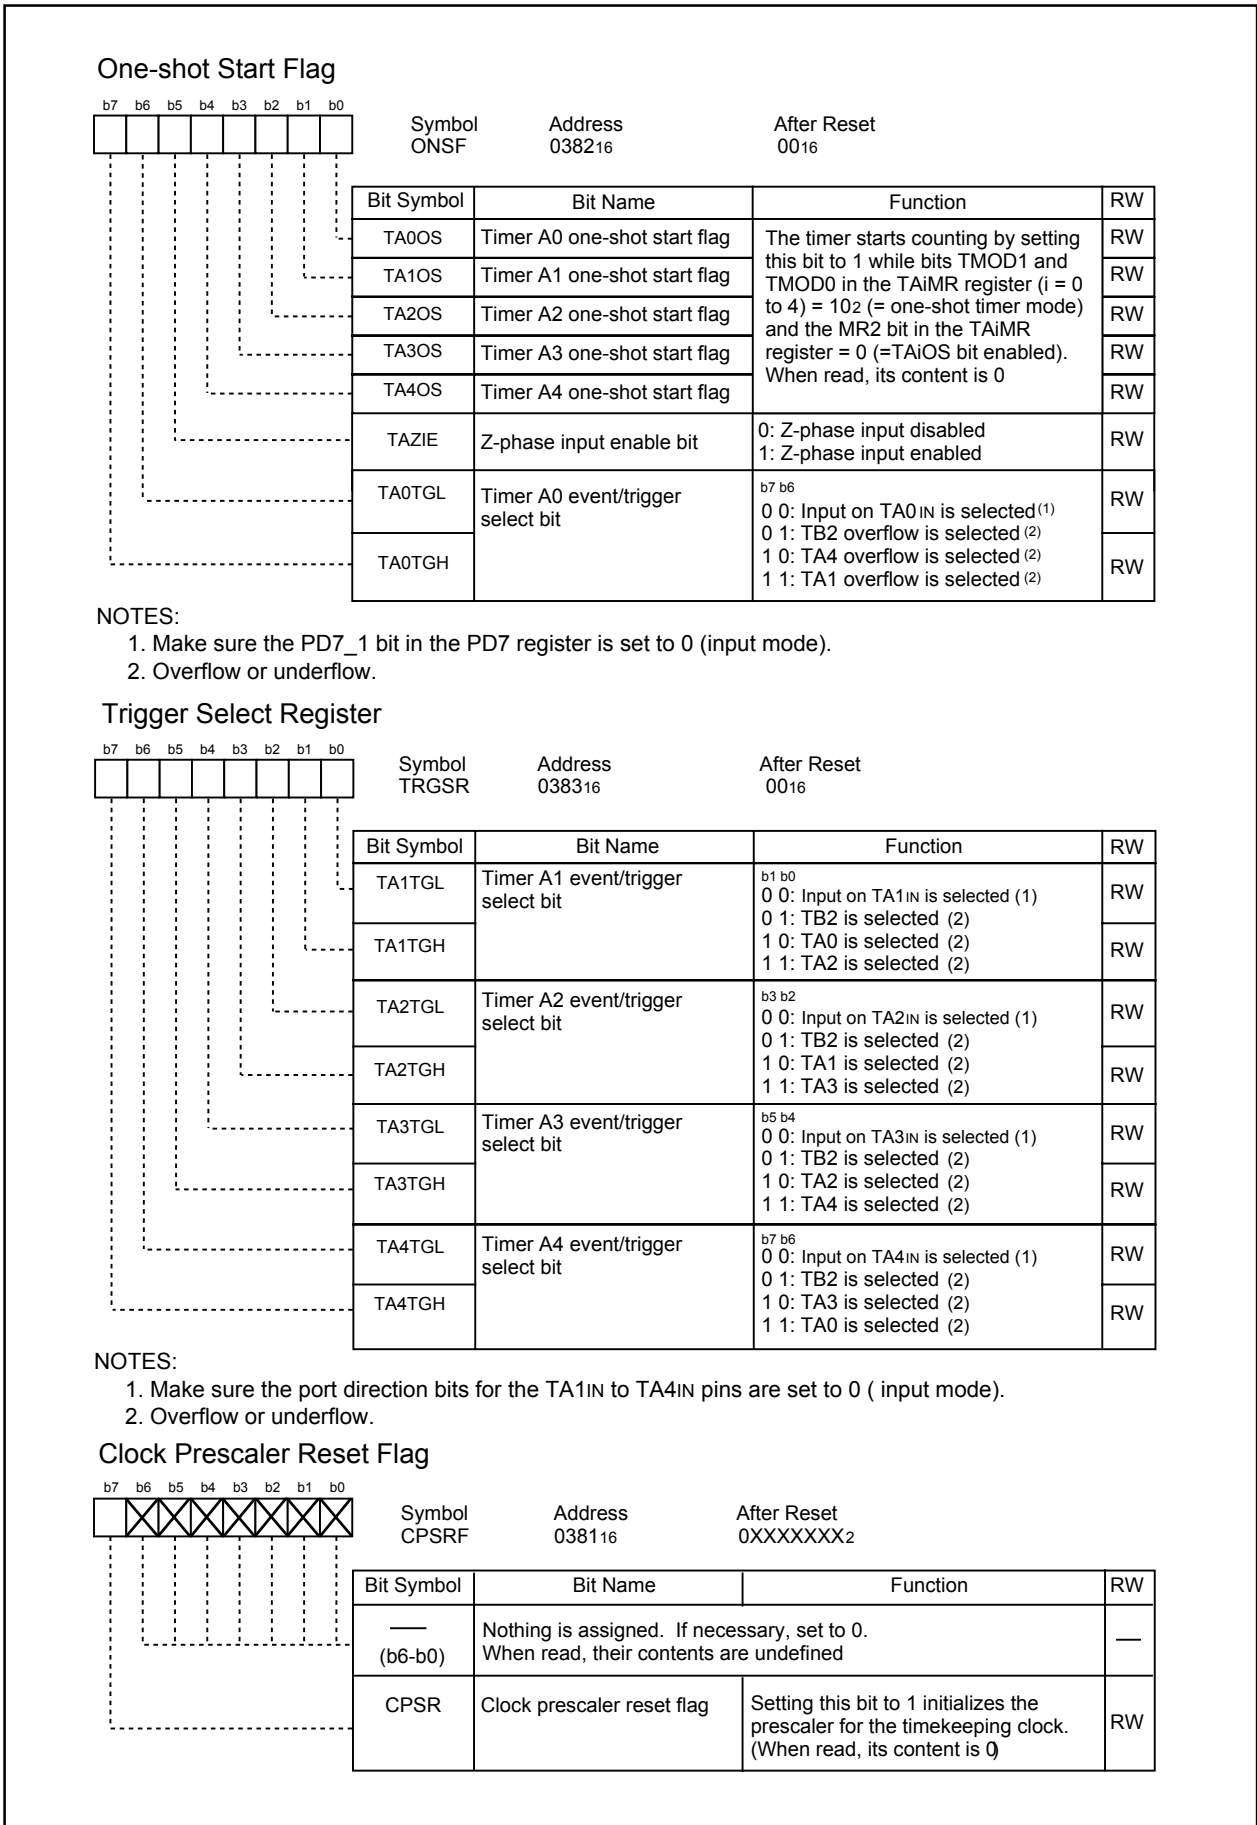 One-shot Start Flag
b7 b6 b5 b4 b3 b2 b1 b0
Symbol Address After Reset
ONSF 038216 0016
Bit Symbol Bit Name Function RW
TA0OS Timer A0 one-shot start flag RW
TA1OS Timer A1 one-shot start flag RW
TA2OS Timer A2 one-shot start flag RW
TA3OS Timer A3 one-shot start flag RW
TA4OS Timer A4 one-shot start flag RW
The timer starts counting by setting
this bit to 1 while bits TMOD1 and
TMOD0 in the TAiMR register (i = 0
to 4) = 102 (= one-shot timer mode)
and the MR2 bit in the TAiMR
register = 0 (=TAiOS bit enabled).
When read, its content is 0
TAZIE Z-phase input enable bit RW
0: Z-phase input disabled
1: Z-phase input enabled
TA0TGL RW
TA0TGH RW
Timer A0 event/trigger
select bit
b7 b6
0 0: Input on TA0IN is selected (1)
0 1: TB2 overflow is selected (2)
1 0: TA4 overflow is selected (2)
1 1: TA1 overflow is selected (2)
NOTES:
1. Make sure the PD7_1 bit in the PD7 register is set to 0 (input mode).
2. Overflow or underflow.
Trigger Select Register
b7 b6 b5 b4 b3 b2 b1 b0
Symbol Address After Reset
TRGSR 038316 0016
Bit Symbol Bit Name Function RW
TA1TGL RW
TA1TGH RW
Timer A1 event/trigger
select bit
b1 b0
0 0: Input on TA1IN is selected (1)
0 1: TB2 is selected (2)
1 0: TA0 is selected (2)
1 1: TA2 is selected (2)
TA2TGL RW
TA2TGH RW
Timer A2 event/trigger
select bit
b3 b2
0 0: Input on TA2IN is selected (1)
0 1: TB2 is selected (2)
1 0: TA1 is selected (2)
1 1: TA3 is selected (2)
TA3TGL RW
TA3TGH RW
Timer A3 event/trigger
select bit
b5 b4
0 0: Input on TA3IN is selected (1)
0 1: TB2 is selected (2)
1 0: TA2 is selected (2)
1 1: TA4 is selected (2)
TA4TGL RW
TA4TGH RW
Timer A4 event/trigger
select bit
b7 b6
0 0: Input on TA4IN is selected (1)
0 1: TB2 is selected (2)
1 0: TA3 is selected (2)
1 1: TA0 is selected (2)
NOTES:
1. Make sure the port direction bits for the TA1IN to TA4IN pins are set to 0 ( input mode).
2. Overflow or underflow.
Clock Prescaler Reset Flag
b7 b6 b5 b4 b3 b2 b1 b0
Symbol Address After Reset
CPSRF 038116 0XXXXXXX2
Bit Symbol Bit Name Function RW
— (b6-b0) —
Nothing is assigned. If necessary, set to 0.
When read, their contents are undefined
CPSR Clock prescaler reset flag RW
Setting this bit to 1 initializes the
prescaler for the timekeeping clock.
(When read, its content is 0)